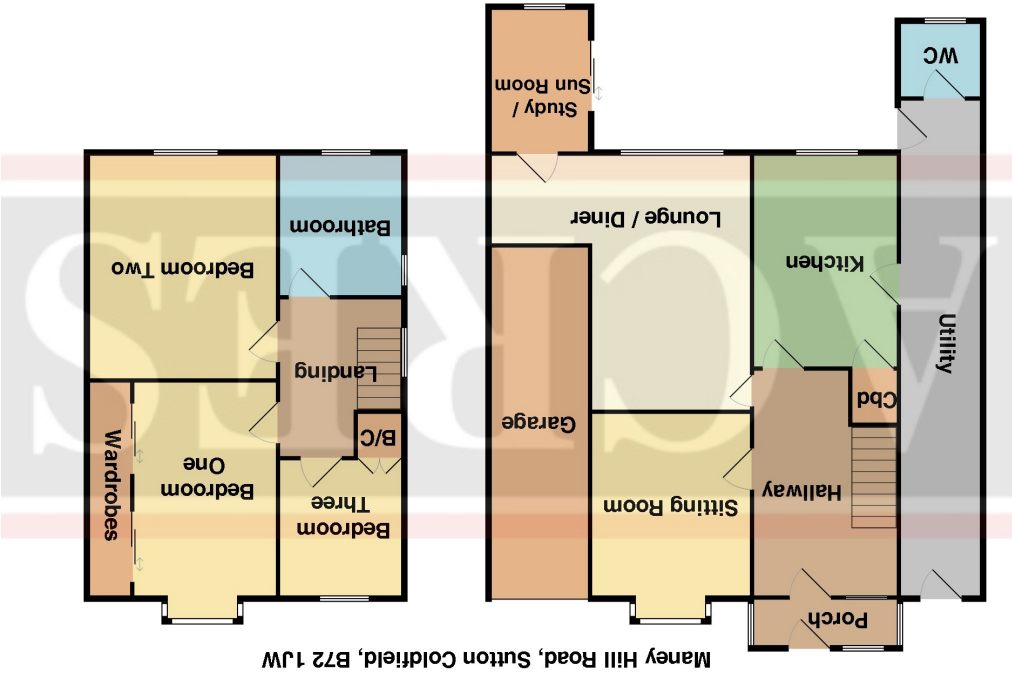 Maney Hill Road, Sutton Coldfield, B72 1JW
Porch
Hallway
Sitting Room
Garage
Cbd
Utility
Kitchen
Lounge / Diner
Study /
Sun Room
WC
Bedroom
Three
Bedroom
One
Wardrobes
B/C
Landing
Bedroom Two
Bathroom
ACRES